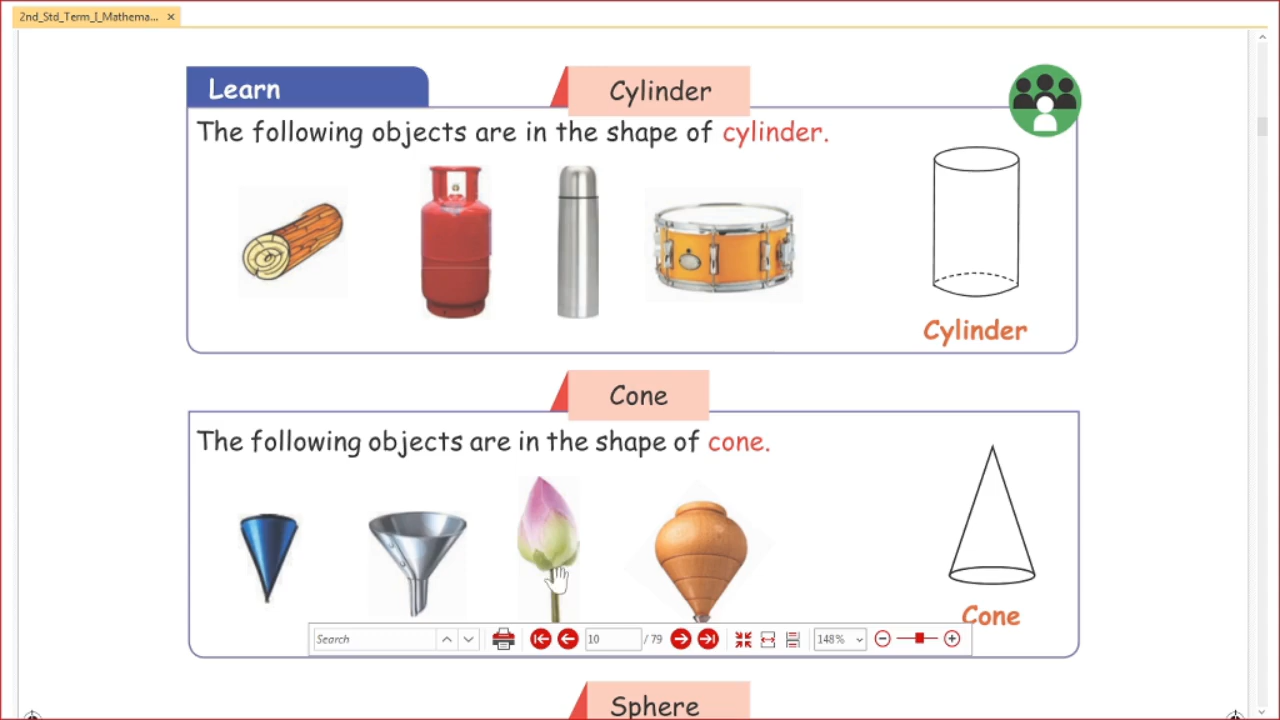 2nd_Std_Term_I_Mathema... ×
Learn
Cylinder
The following objects are in the shape of cylinder.
Cylinder
Cone
The following objects are in the shape of cone.
Cone
Search
10 / 79
148%
Sphere